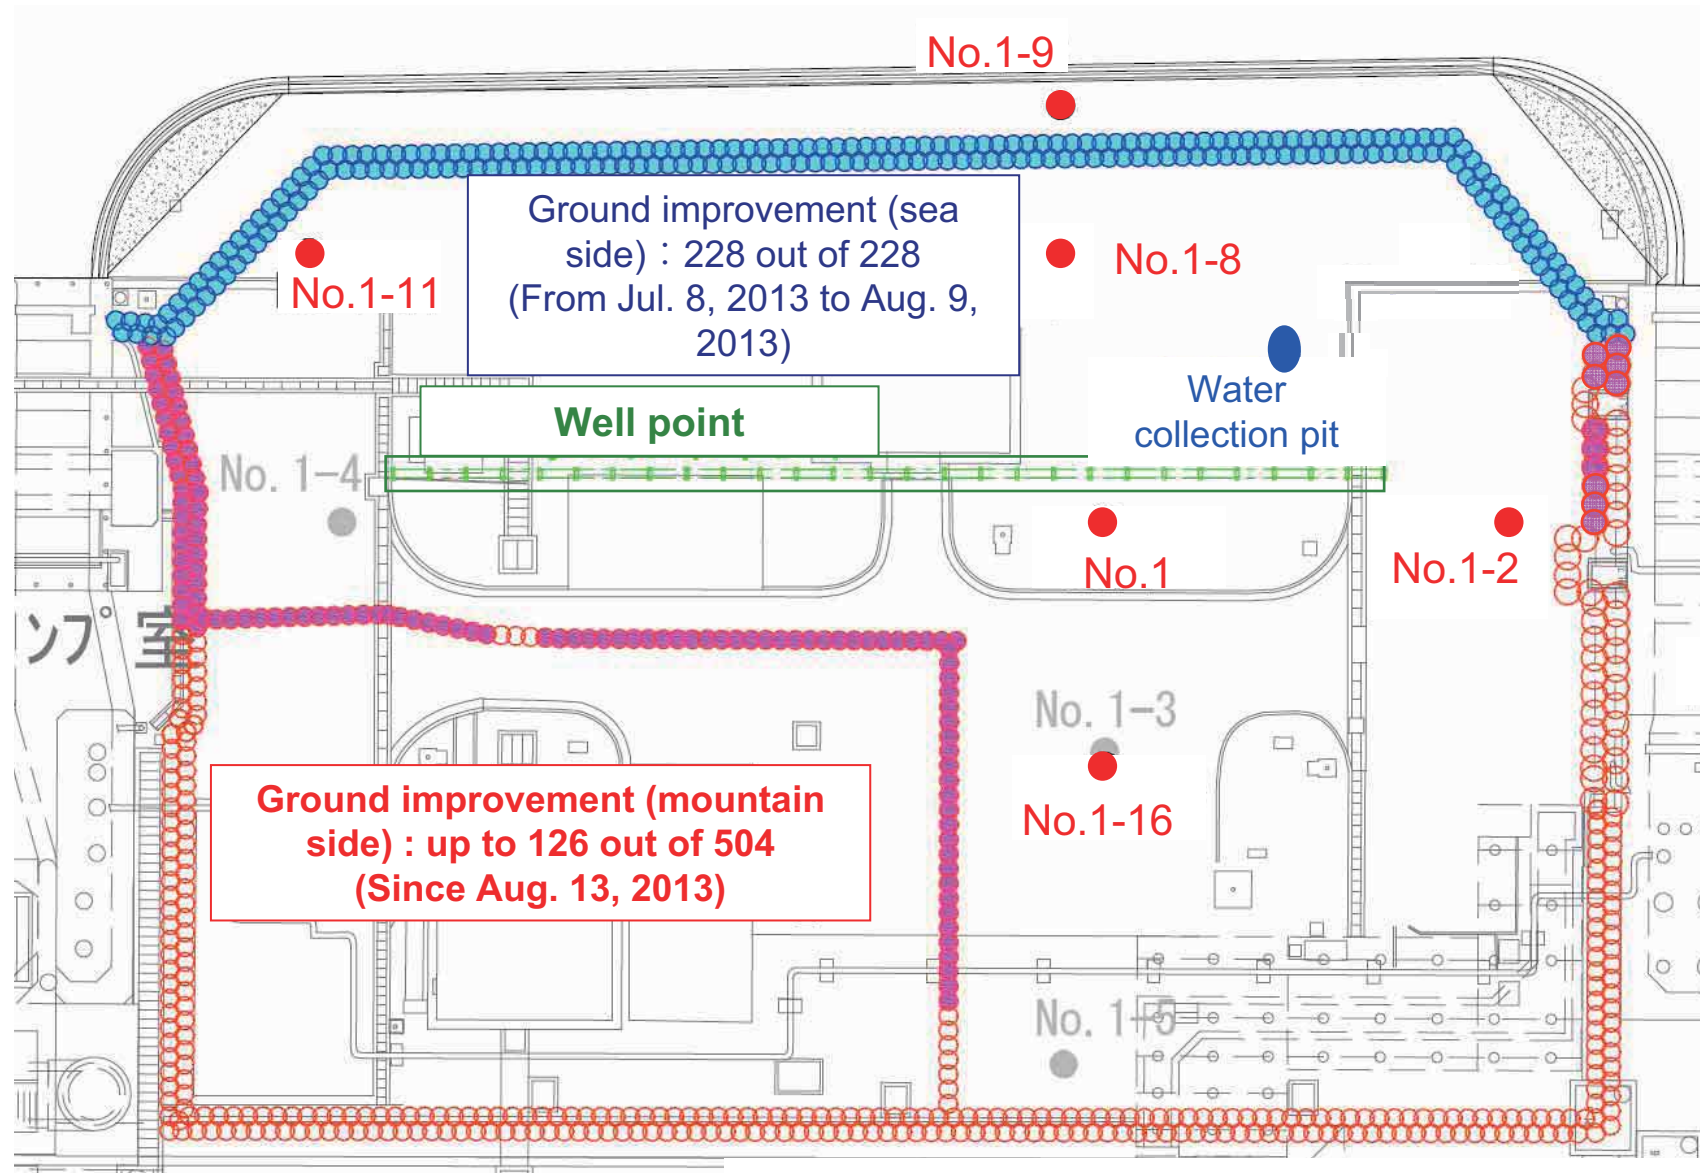 No.1-9
Ground improvement (sea
side)：228 out of 228
(From Jul. 8, 2013 to Aug. 9,
2013)
No.1-8
No.1-11
Water
collection pit
Well point
No. 1-4
No.1
No.1-2
ンプ室
No. 1-3
No.1-16
Ground improvement (mountain
side) : up to 126 out of 504
(Since Aug. 13, 2013)
No. 1-5